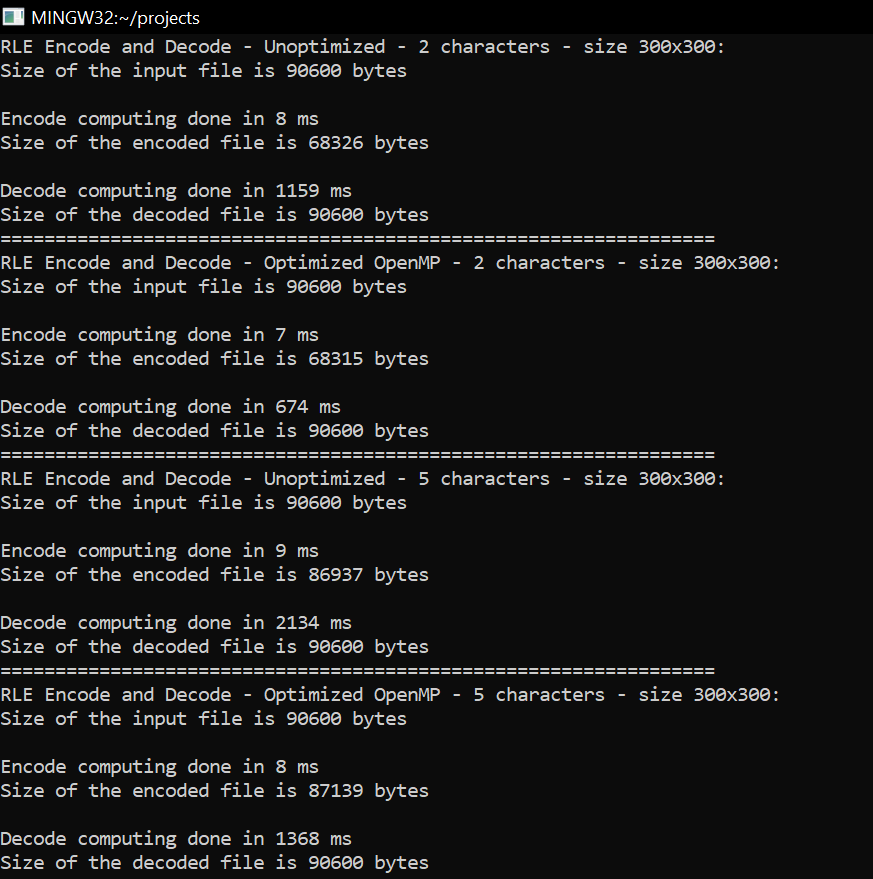 MINGW32:~/projects
RLE Encode and Decode - Unoptimized - 2 characters - size 300x300:
Size of the input file is 90600 bytes
Encode computing done in 8 ms
Size of the encoded file is 68326 bytes
Decode computing done in 1159 ms
Size of the decoded file is 90600 bytes
=================================================================
RLE Encode and Decode - Optimized OpenMP - 2 characters - size 300x300:
Size of the input file is 90600 bytes
Encode computing done in 7 ms
Size of the encoded file is 68315 bytes
Decode computing done in 674 ms
Size of the decoded file is 90600 bytes
=================================================================
RLE Encode and Decode - Unoptimized - 5 characters - size 300x300:
Size of the input file is 90600 bytes
Encode computing done in 9 ms
Size of the encoded file is 86937 bytes
Decode computing done in 2134 ms
Size of the decoded file is 90600 bytes
=================================================================
RLE Encode and Decode - Optimized OpenMP - 5 characters - size 300x300:
Size of the input file is 90600 bytes
Encode computing done in 8 ms
Size of the encoded file is 87139 bytes
Decode computing done in 1368 ms
Size of the decoded file is 90600 bytes